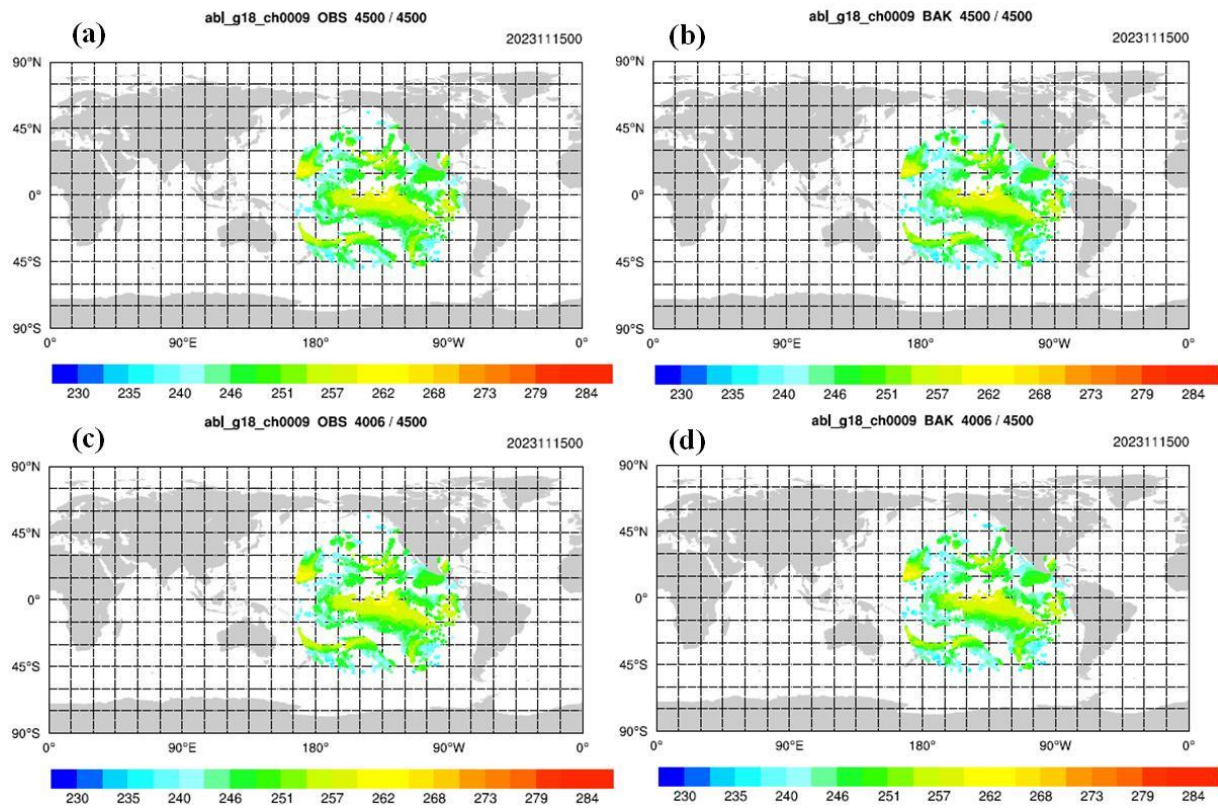 (a) abl_g18_ch0009 OBS 4500 / 4500
2023111500
90°N
45°N
0°
45°S
90°S
0° 90°E 180° 90°W 0°
230 235 240 246 251 257 262 268 273 279 284
(b) abl_g18_ch0009 BAK 4500 / 4500
2023111500
90°N
45°N
0°
45°S
90°S
0° 90°E 180° 90°W 0°
230 235 240 246 251 257 262 268 273 279 284
(c) abl_g18_ch0009 OBS 4006 / 4500
2023111500
90°N
45°N
0°
45°S
90°S
0° 90°E 180° 90°W 0°
230 235 240 246 251 257 262 268 273 279 284
(d) abl_g18_ch0009 BAK 4006 / 4500
2023111500
90°N
45°N
0°
45°S
90°S
0° 90°E 180° 90°W 0°
230 235 240 246 251 257 262 268 273 279 284